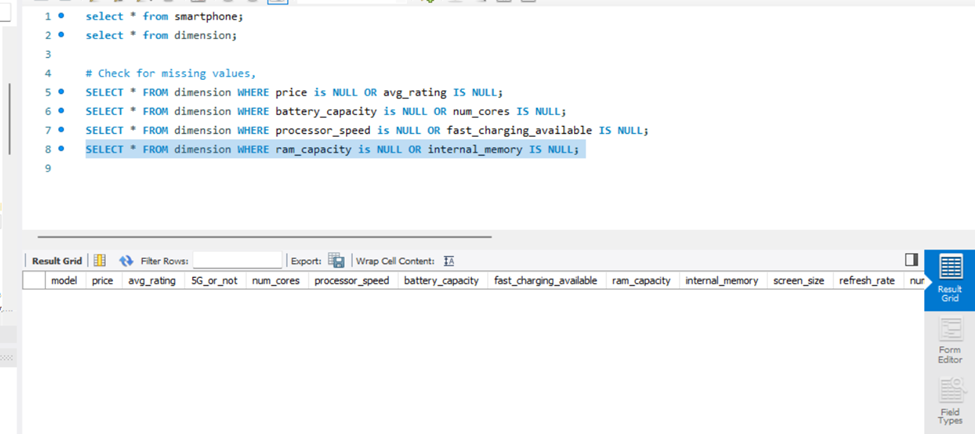 1 select * from smartphone;
2 select * from dimension;
3
4 # Check for missing values,
5 SELECT * FROM dimension WHERE price is NULL OR avg_rating IS NULL;
6 SELECT * FROM dimension WHERE battery_capacity is NULL OR num_cores IS NULL;
7 SELECT * FROM dimension WHERE processor_speed is NULL OR fast_charging_available IS NULL;
8 SELECT * FROM dimension WHERE ram_capacity is NULL OR internal_memory IS NULL;
9
Result Grid Filter Rows: Export: Wrap Cell Content:
model price avg_rating 5G_or_not num_cores processor_speed battery_capacity fast_charging_available ram_capacity internal_memory screen_size refresh_rate
Result
Grid
Form
Editor
Field
Types